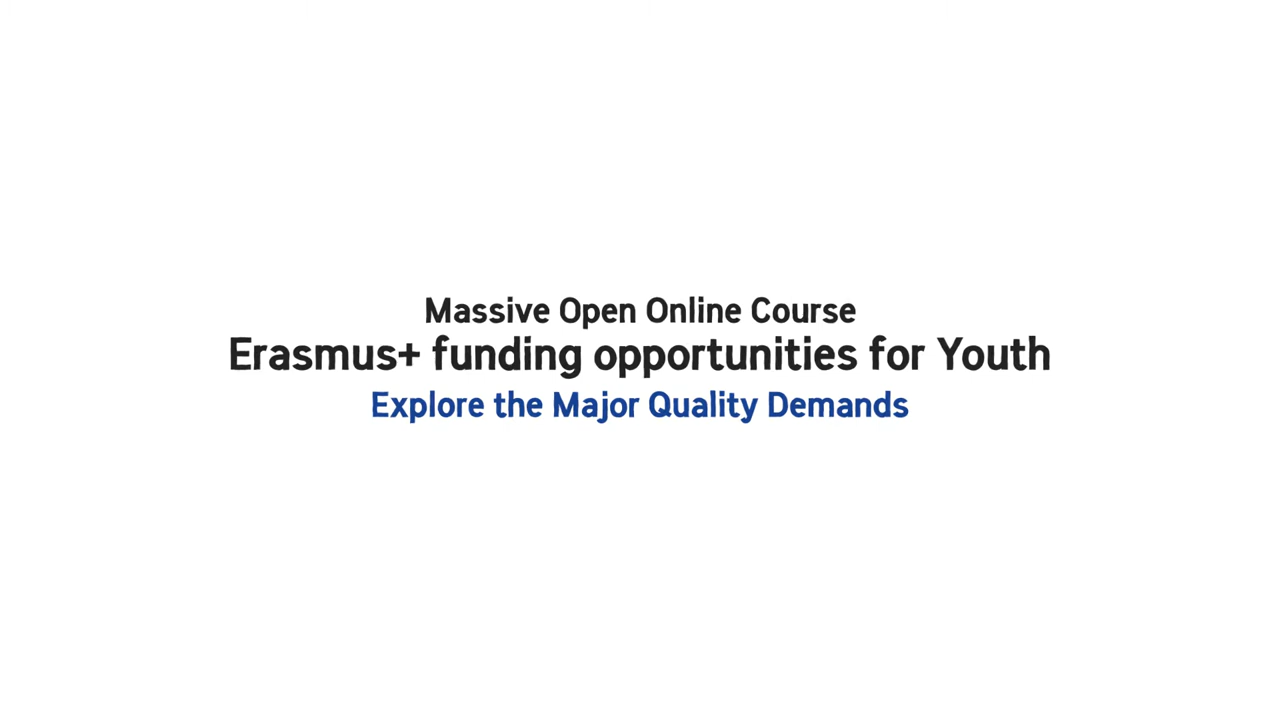 Massive Open Online Course
Erasmus+ funding opportunities for Youth
Explore the Major Quality Demands